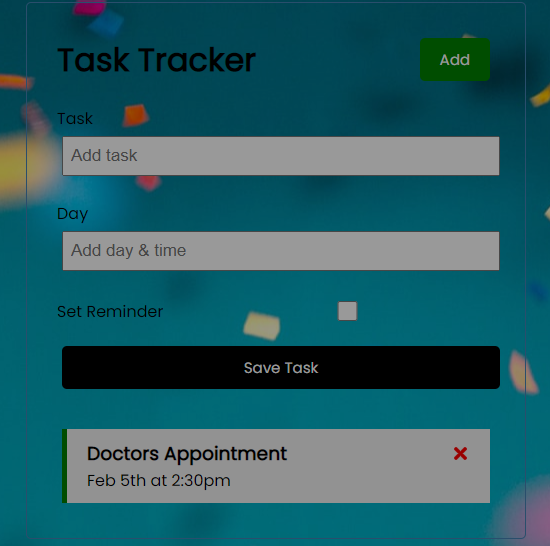 Task Tracker
Add
Task
Add task
Day
Add day & time
Set Reminder
Save Task
Doctors Appointment
Feb 5th at 2:30pm